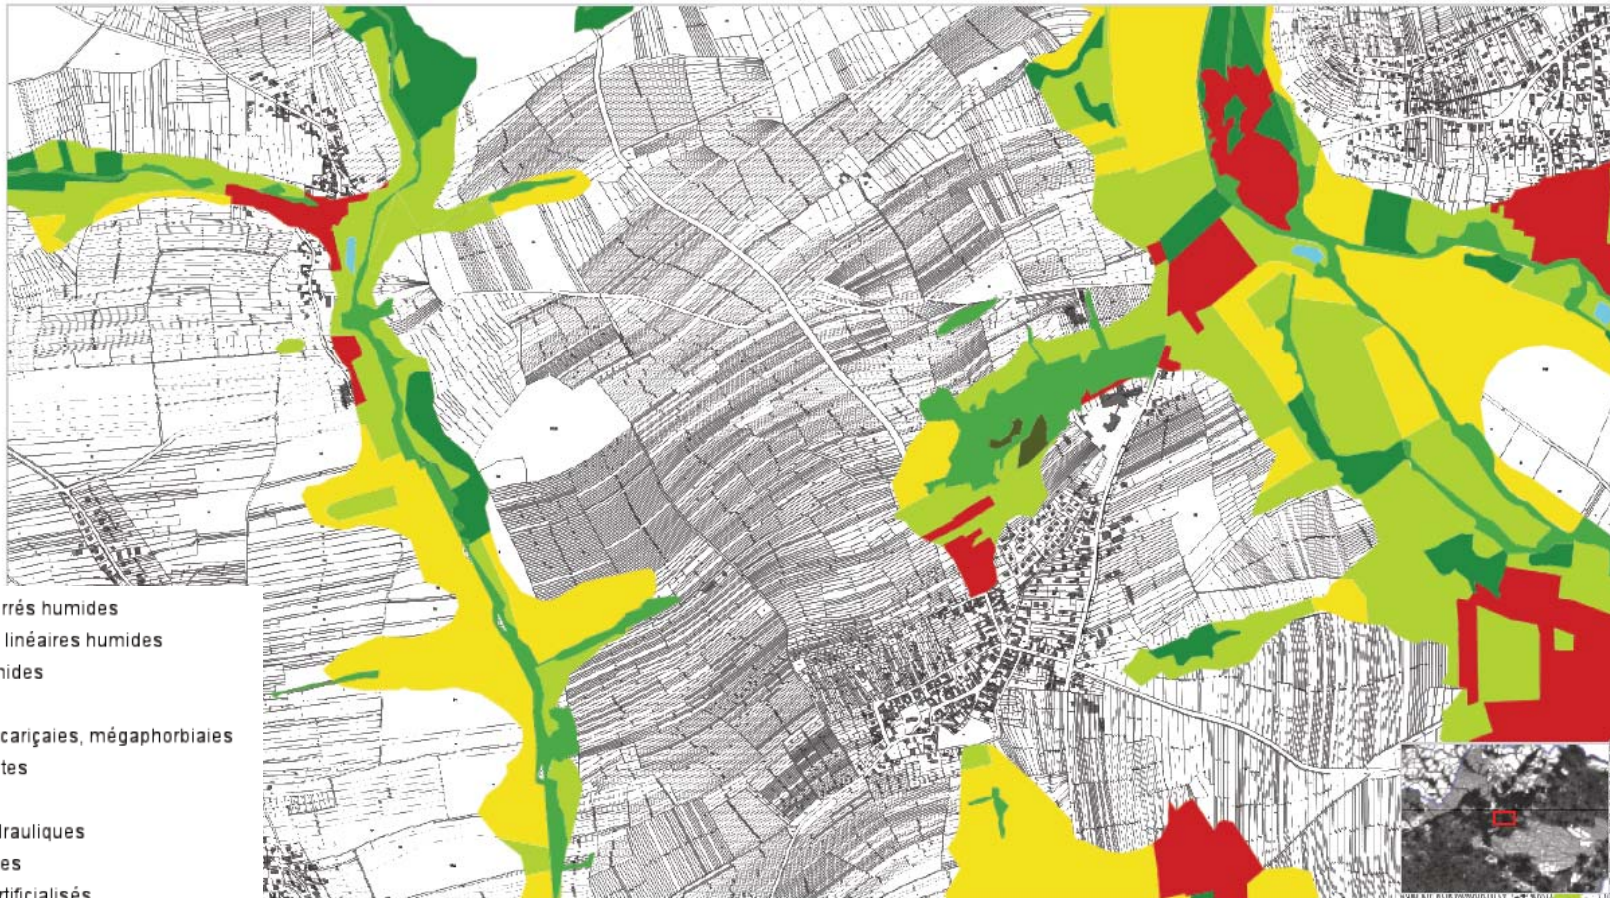 rrés humides
linéaires humides
nides
cariçaies, mégaphorbiaies
tes
drauliques
es
rtificialisés